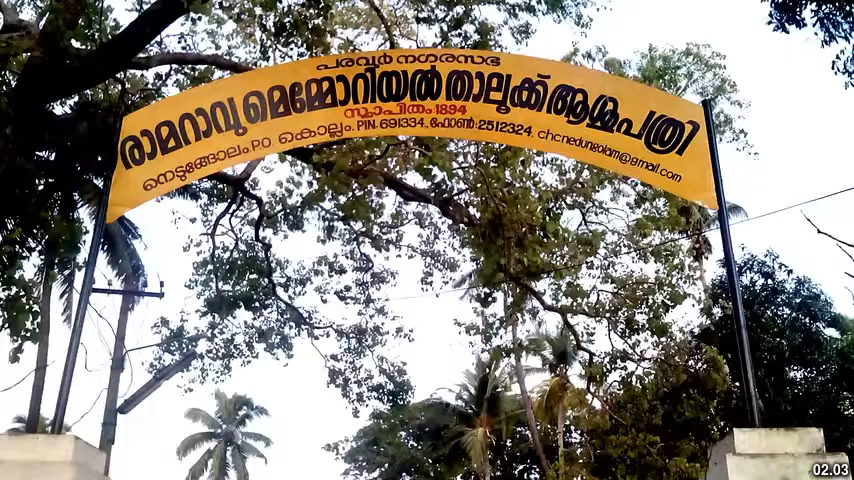 പരവൂർ നഗരസഭ
രാമറാവു മെമ്മോറിയൽ താലൂക്ക് ആശുപത്രി
സ്ഥാപിതം:1894
നെടുങ്ങോലം.P.O. കൊല്ലം. PIN. 691334., ഫോൺ:2512324, chcnedungolam@gmail.com
02.03